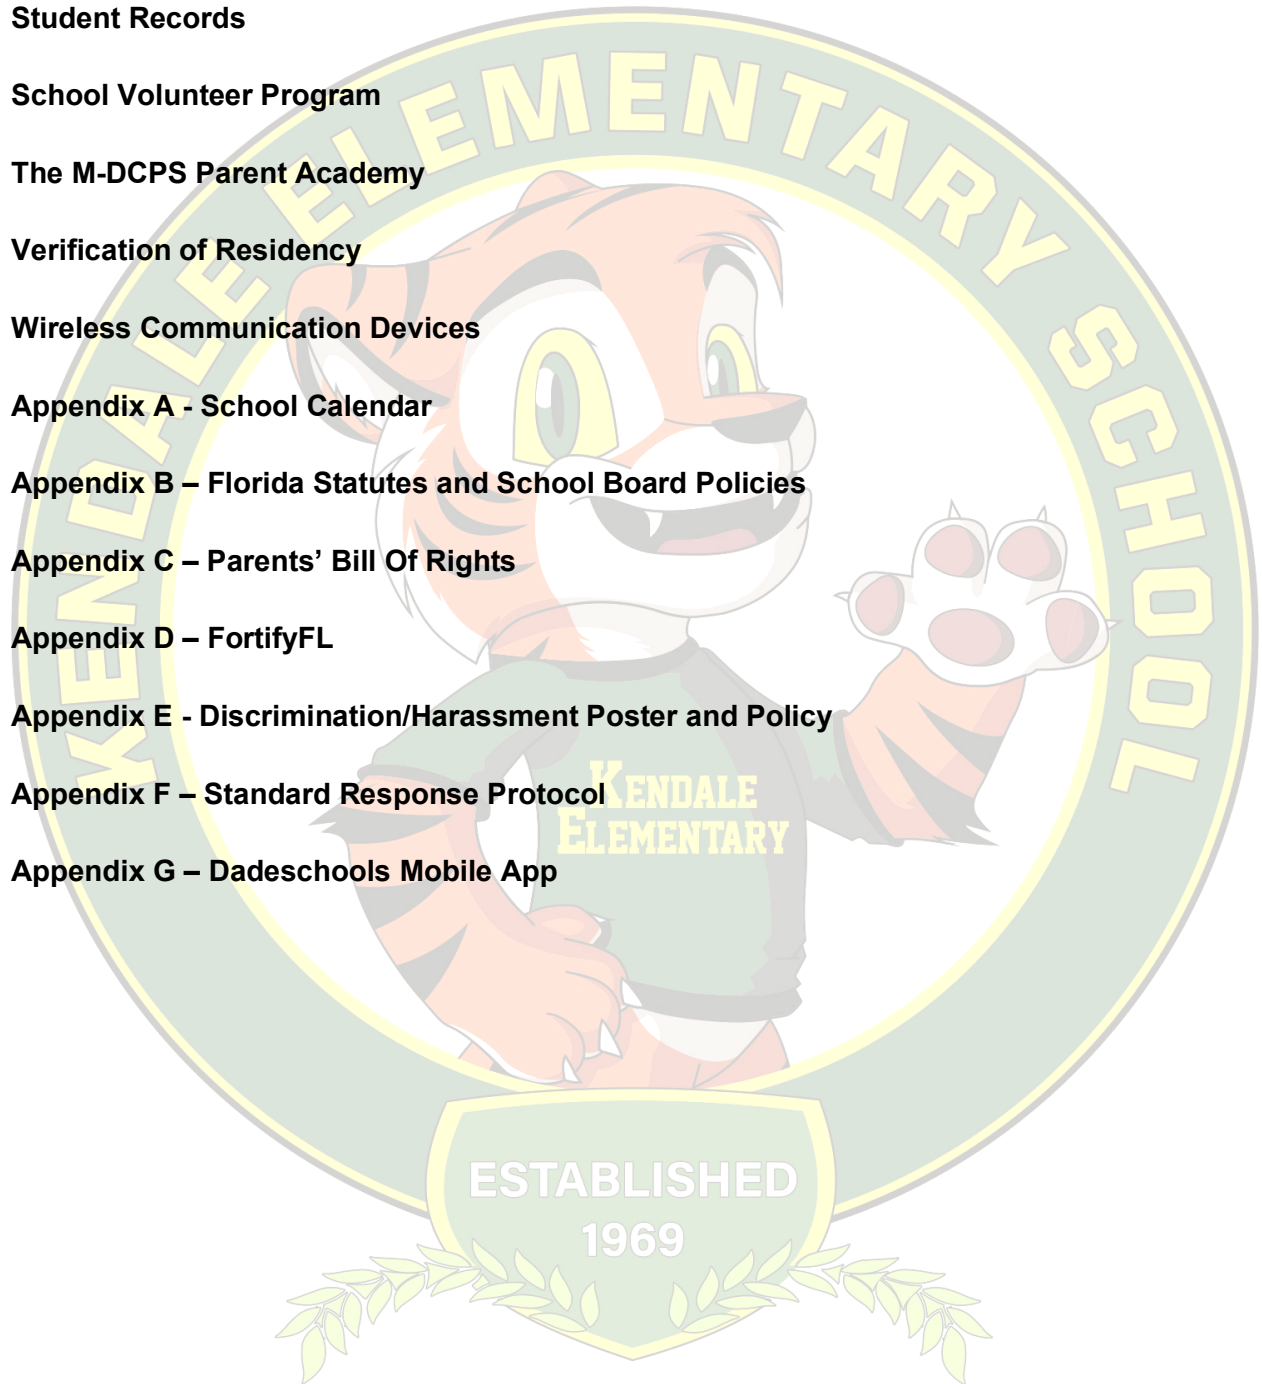 Student Records
School Volunteer Program
The M-DCPS Parent Academy
Verification of Residency
Wireless Communication Devices
Appendix A - School Calendar
Appendix B – Florida Statutes and School Board Policies
Appendix C – Parents’ Bill Of Rights
Appendix D – FortifyFL
Appendix E - Discrimination/Harassment Poster and Policy
Appendix F – Standard Response Protocol
Appendix G – Dadeschools Mobile App
KENDALE ELEMENTARY SCHOOL
KENDALE
ELEMENTARY
ESTABLISHED
1969